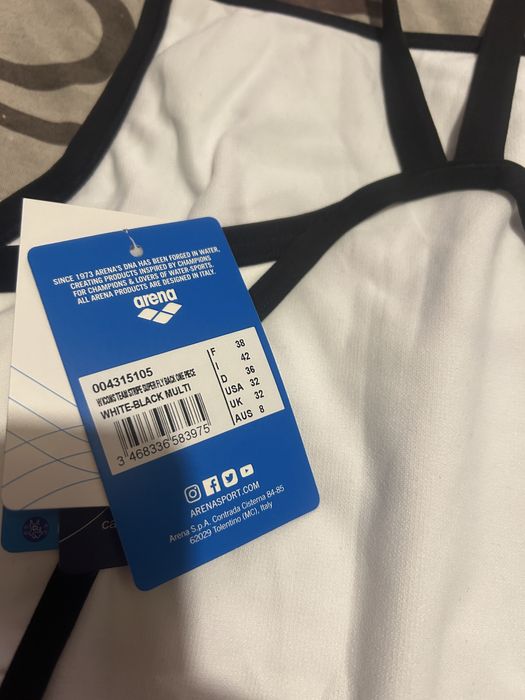 SINCE 1973 ARENA'S DNA HAS BEEN FORGED IN WATER,
CREATING PRODUCTS INSPIRED BY CHAMPIONS
FOR CHAMPIONS & LOVERS OF WATER-SPORTS.
ALL ARENA PRODUCTS ARE DESIGNED IN ITALY.
arena
004315105
W ICONS TEAM STRIPE SUPER FLY BACK ONE PIECE
WHITE-BLACK MULTI
3 468336 583975
F 38
I 42
D 36
USA 32
UK 32
AUS 8
ARENASPORT.COM
Arena S.p.A. Contrada Cisterna 84-85
62029 Tolentino (MC), Italy
ca